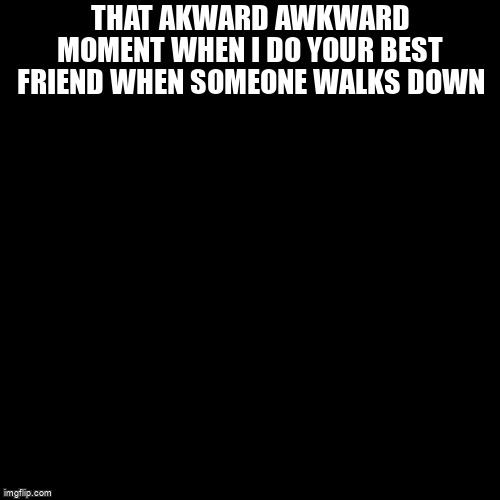 THAT AKWARD AWKWARD
MOMENT WHEN I DO YOUR BEST
FRIEND WHEN SOMEONE WALKS DOWN
imgflip.com